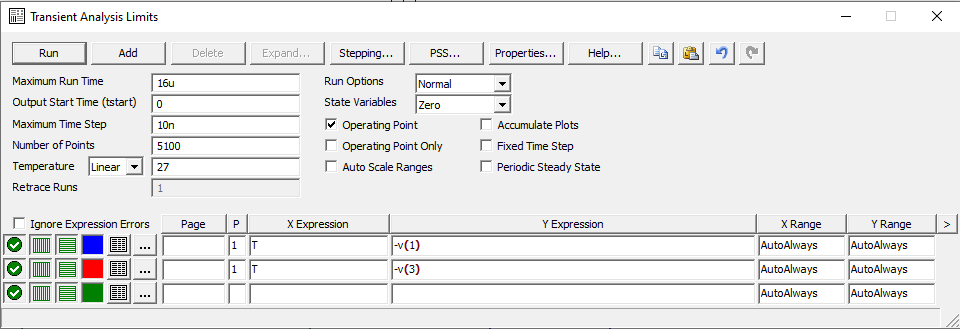 Transient Analysis Limits
Run Add Delete Expand... Stepping... PSS... Properties... Help...
Maximum Run Time 16u Run Options Normal
Output Start Time (tstart) 0 State Variables Zero
Maximum Time Step 10n Operating Point Accumulate Plots
Number of Points 5100 Operating Point Only Fixed Time Step
Temperature Linear 27 Auto Scale Ranges Periodic Steady State
Retrace Runs 1
Ignore Expression Errors Page P X Expression Y Expression X Range Y Range >
... 1 T -v(1) AutoAlways AutoAlways
... 1 T -v(3) AutoAlways AutoAlways
... AutoAlways AutoAlways